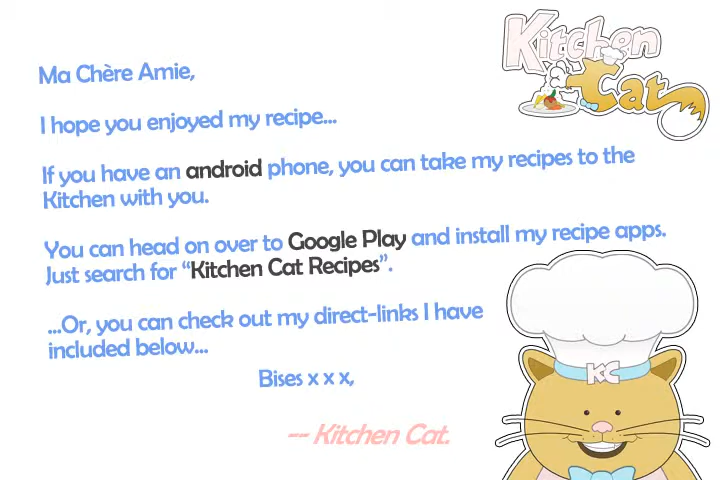 Kitchen
Cat
Ma Chère Amie,
I hope you enjoyed my recipe...
If you have an android phone, you can take my recipes to the
Kitchen with you.
You can head on over to Google Play and install my recipe apps.
Just search for “Kitchen Cat Recipes”.
...Or, you can check out my direct-links I have
included below...
Bises x x x,
-- Kitchen Cat.
KC